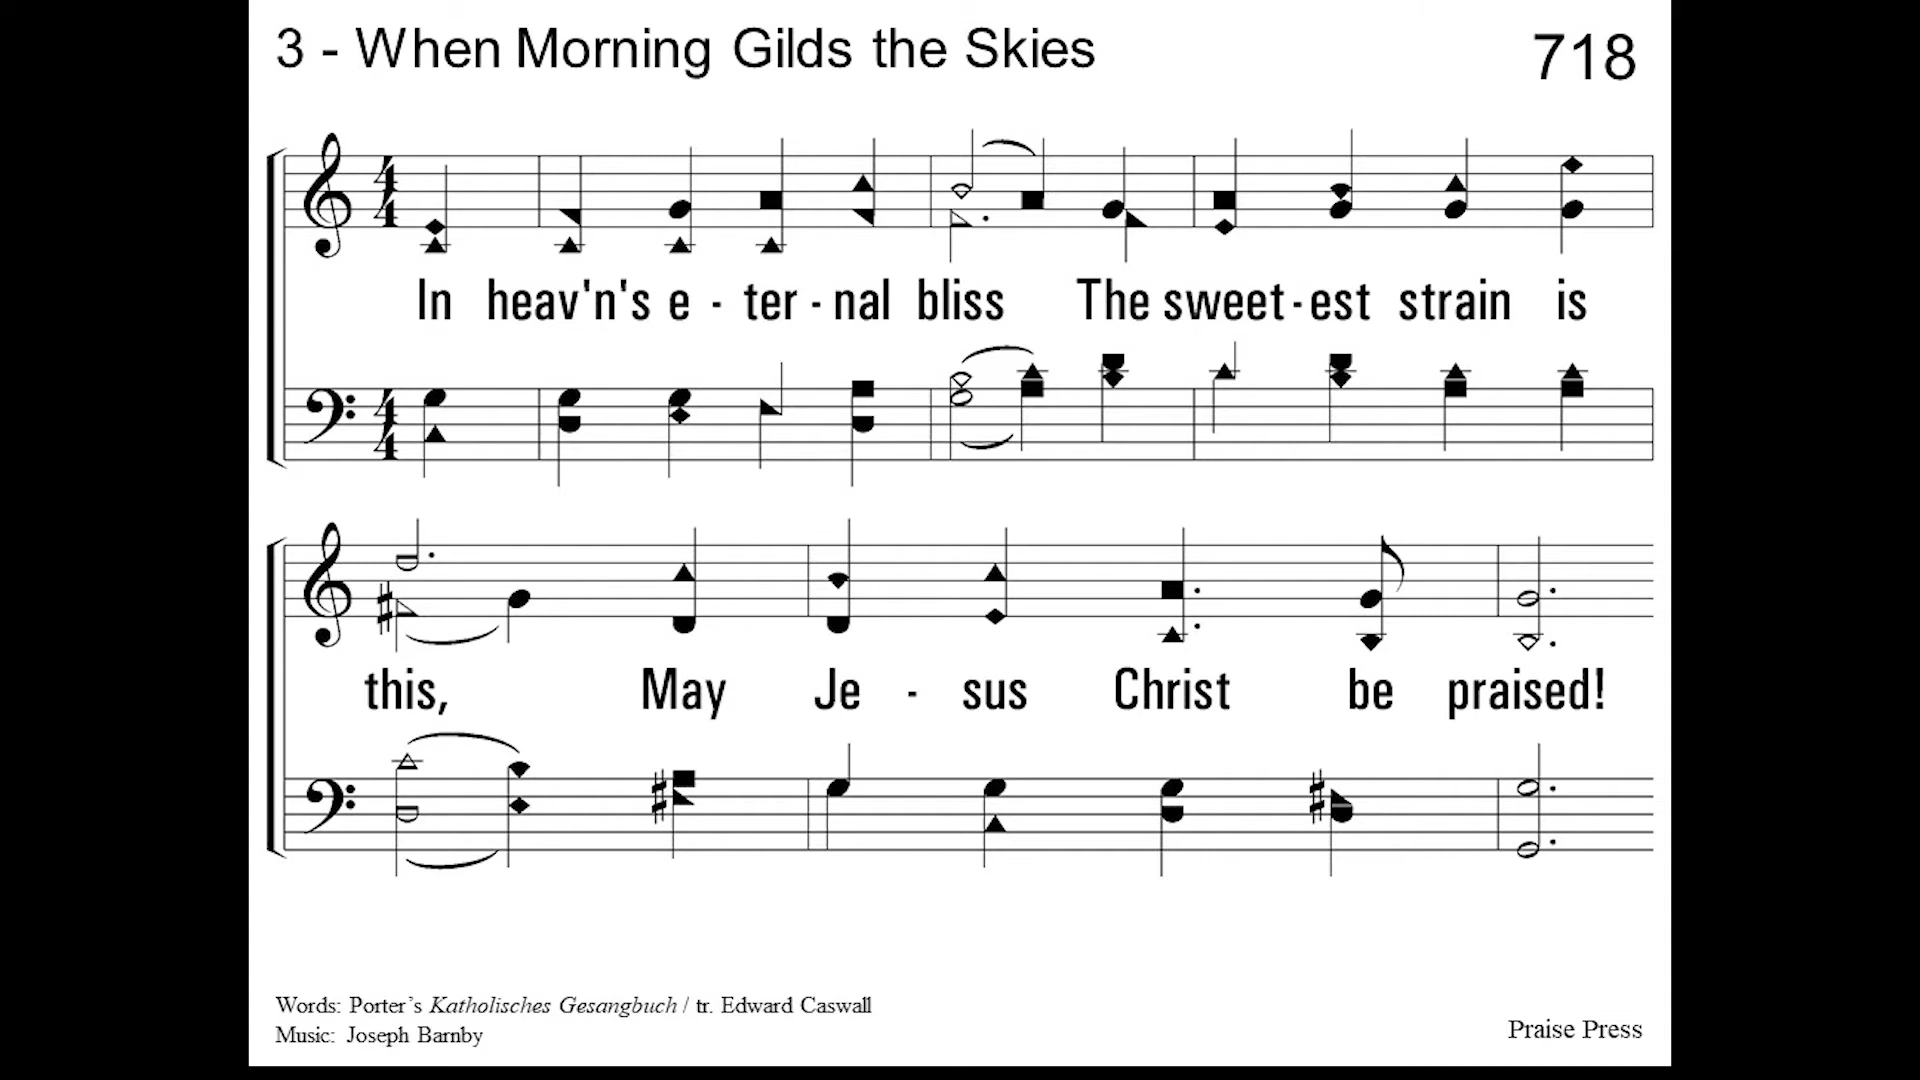 3 - When Morning Gilds the Skies
718
In heav'n's e - ter - nal bliss The sweet - est strain is
this, May Je - sus Christ be praised!
Words: Porter’s Katholisches Gesangbuch / tr. Edward Caswall
Music: Joseph Barnby
Praise Press